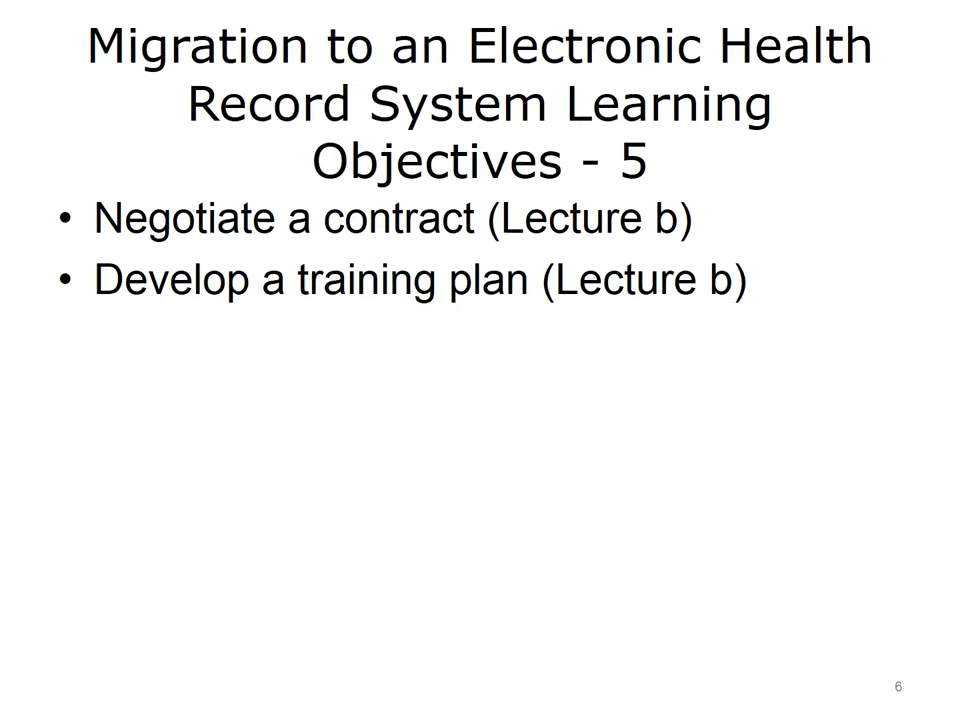 Migration to an Electronic Health
Record System Learning
Objectives - 5
• Negotiate a contract (Lecture b)
• Develop a training plan (Lecture b)
6